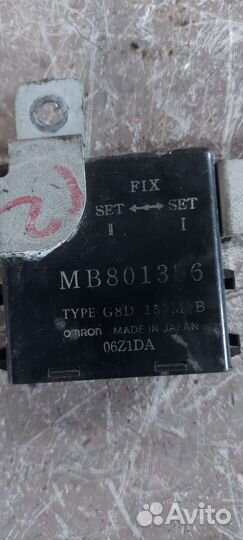 FIX
SET ⟷ SET
II I
TYPE G8D
OMRON MADE IN JAPAN
06Z1DA
Avito